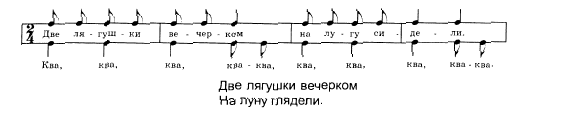 2/4
Две ля - гуш - ки ве - чер - ком на лу - гу си - де - ли.
Ква, ква, ква, ква - ква, ква, ква, ква, ква - ква.
Две лягушки вечерком
На луну глядели.